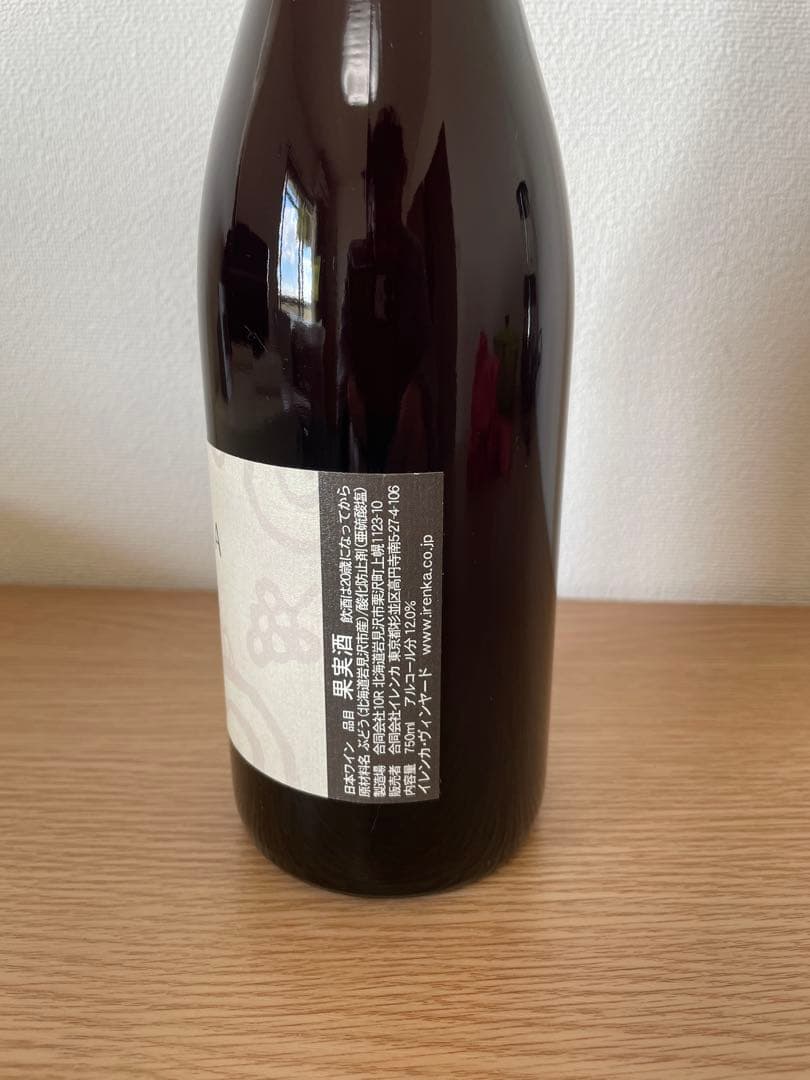 A
日本ワイン 品目 果実酒 飲酒は20歳になってから
原材料名 ぶどう(北海道岩見沢市産)/酸化防止剤(亜硫酸塩)
製造場 合同会社10R 北海道岩見沢市栗沢町上幌1123-10
販売者 合同会社イレンカ 東京都杉並区高円寺南5-27-4-106
内容量 750ml アルコール分 12.0%
イレンカ・ヴィンヤード www.irenka.co.jp